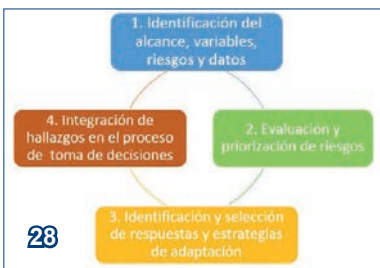 1. Identificación del
alcance, variables,
riesgos y datos
2. Evaluación y
priorización de riesgos
3. Identificación y selección
de respuestas y estrategias
de adaptación
4. Integración de
hallazgos en el proceso
de toma de decisiones
28